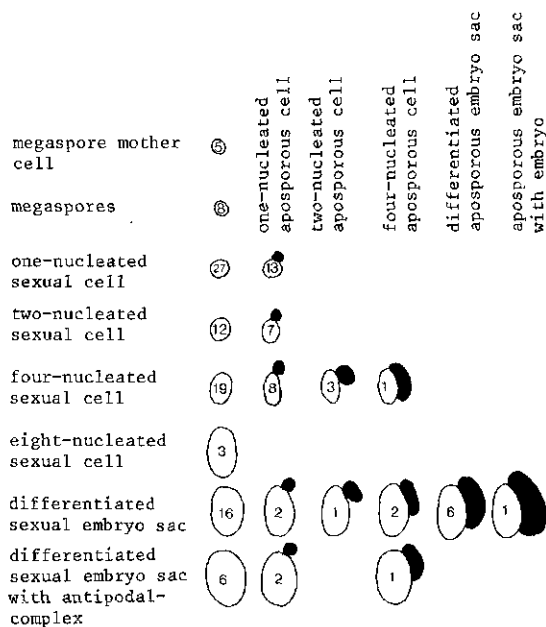 one-nucleated
aposporous cell
two-nucleated
aposporous cell
four-nucleated
aposporous cell
differentiated
aposporous embryo sac
aposporous embryo sac
with embryo
megaspore mother
cell
5
megaspores
8
one-nucleated
sexual cell
27 13
two-nucleated
sexual cell
12 7
four-nucleated
sexual cell
19 8 3 1
eight-nucleated
sexual cell
3
differentiated
sexual embryo sac
16 2 1 2 6 1
differentiated
sexual embryo sac
with antipodal-
complex
6 2 1